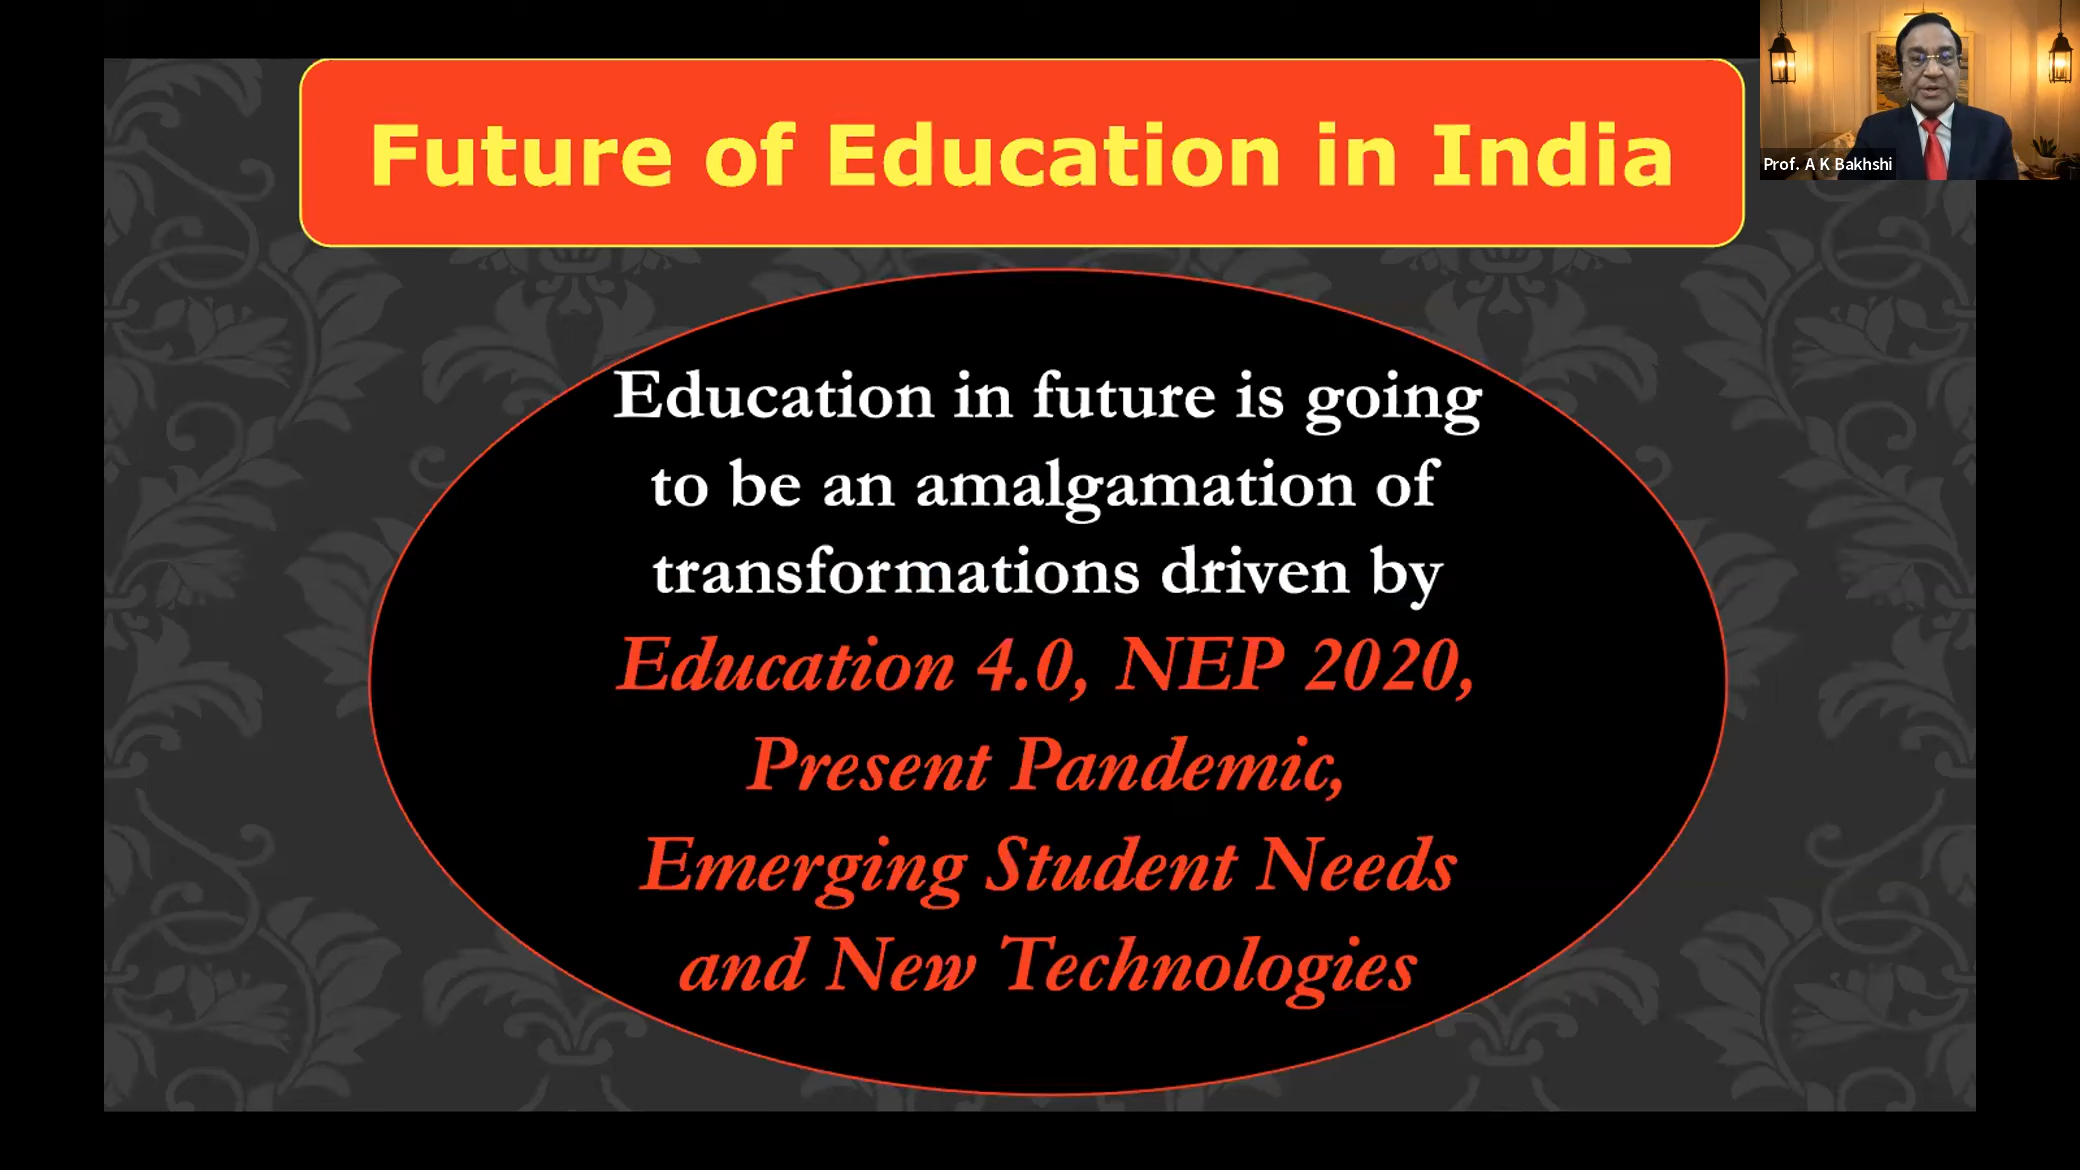 Future of Education in India
Prof. A K Bakhshi
Education in future is going
to be an amalgamation of
transformations driven by
Education 4.0, NEP 2020,
Present Pandemic,
Emerging Student Needs
and New Technologies